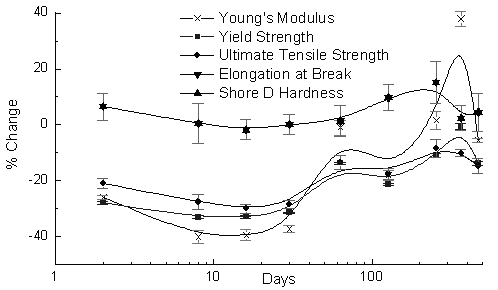 40
20
0
-20
-40
% Change
Young's Modulus
Yield Strength
Ultimate Tensile Strength
Elongation at Break
Shore D Hardness
1
10
100
Days